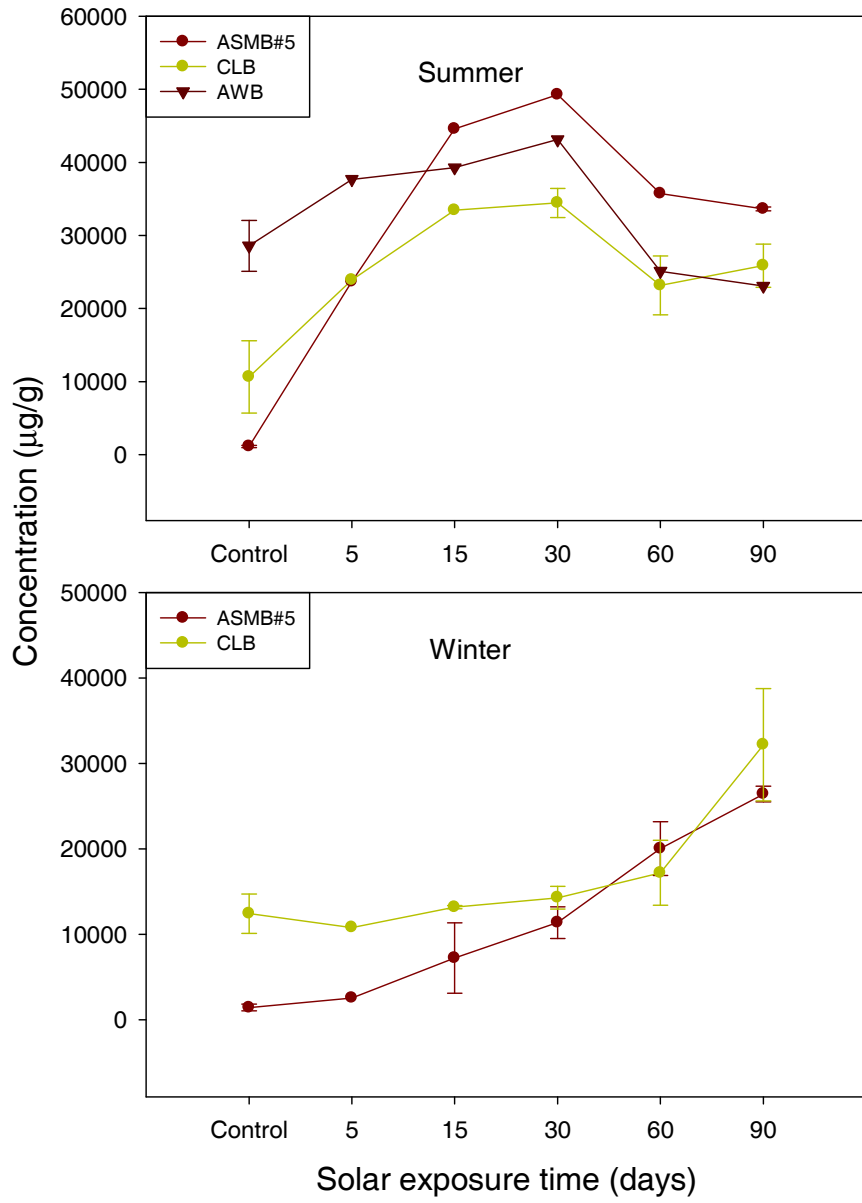 60000
50000
40000
30000
20000
10000
0
ASMB#5
CLB
AWB
Summer
Control 5 15 30 60 90
Concentration (µg/g)
50000
40000
30000
20000
10000
0
ASMB#5
CLB
Winter
Control 5 15 30 60 90
Solar exposure time (days)